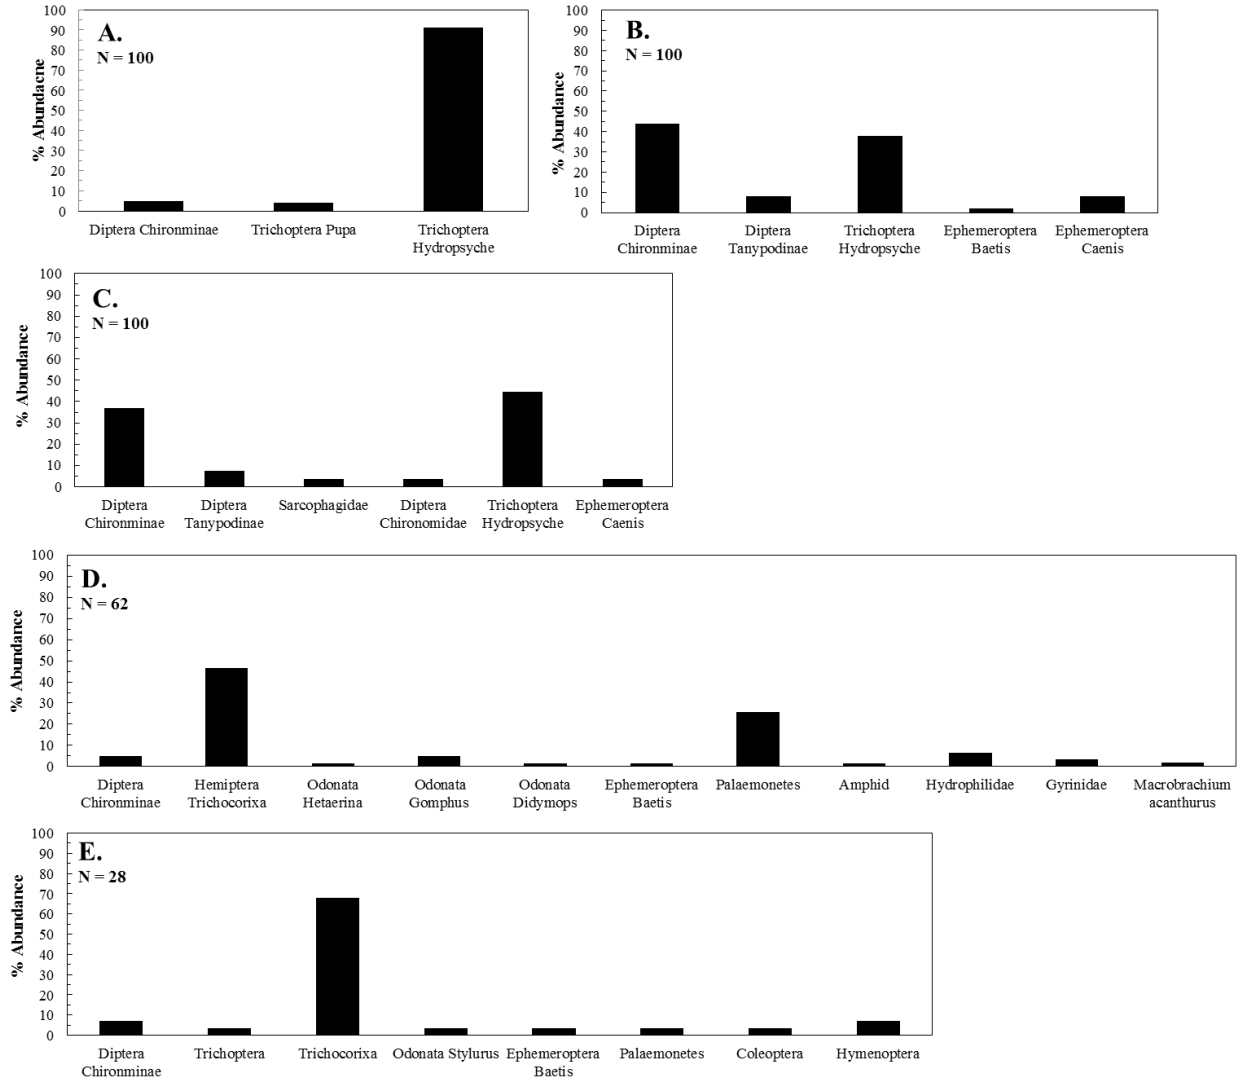 A.
N = 100
% Abundacne
100
90
80
70
60
50
40
30
20
10
0
Diptera Chironminae
Trichoptera Pupa
Trichoptera
Hydropsyche
B.
N = 100
% Abundance
100
90
80
70
60
50
40
30
20
10
0
Diptera
Chironminae
Diptera
Tanypodinae
Trichoptera
Hydropsyche
Ephemeroptera
Baetis
Ephemeroptera
Caenis
C.
N = 100
% Abundance
100
90
80
70
60
50
40
30
20
10
0
Diptera
Chironminae
Diptera
Tanypodinae
Sarcophagidae
Diptera
Chironomidae
Trichoptera
Hydropsyche
Ephemeroptera
Caenis
D.
N = 62
% Abundance
100
90
80
70
60
50
40
30
20
10
0
Diptera
Chironminae
Hemiptera
Trichocorixa
Odonata
Hetaerina
Odonata
Gomphus
Odonata
Didymops
Ephemeroptera
Baetis
Palaemonetes
Amphid
Hydrophilidae
Gyrinidae
Macrobrachium
acanthurus
E.
N = 28
% Abundance
100
90
80
70
60
50
40
30
20
10
0
Diptera
Chironminae
Trichoptera
Trichocorixa
Odonata Stylurus
Ephemeroptera
Baetis
Palaemonetes
Coleoptera
Hymenoptera